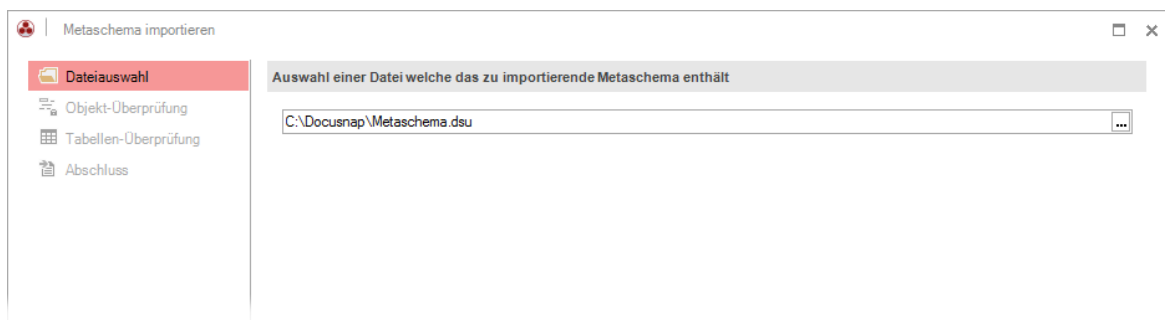 Metaschema importieren
Dateiauswahl
Objekt-Überprüfung
Tabellen-Überprüfung
Abschluss
Auswahl einer Datei welche das zu importierende Metaschema enthält
C:\Docusnap\Metaschema.dsu
...